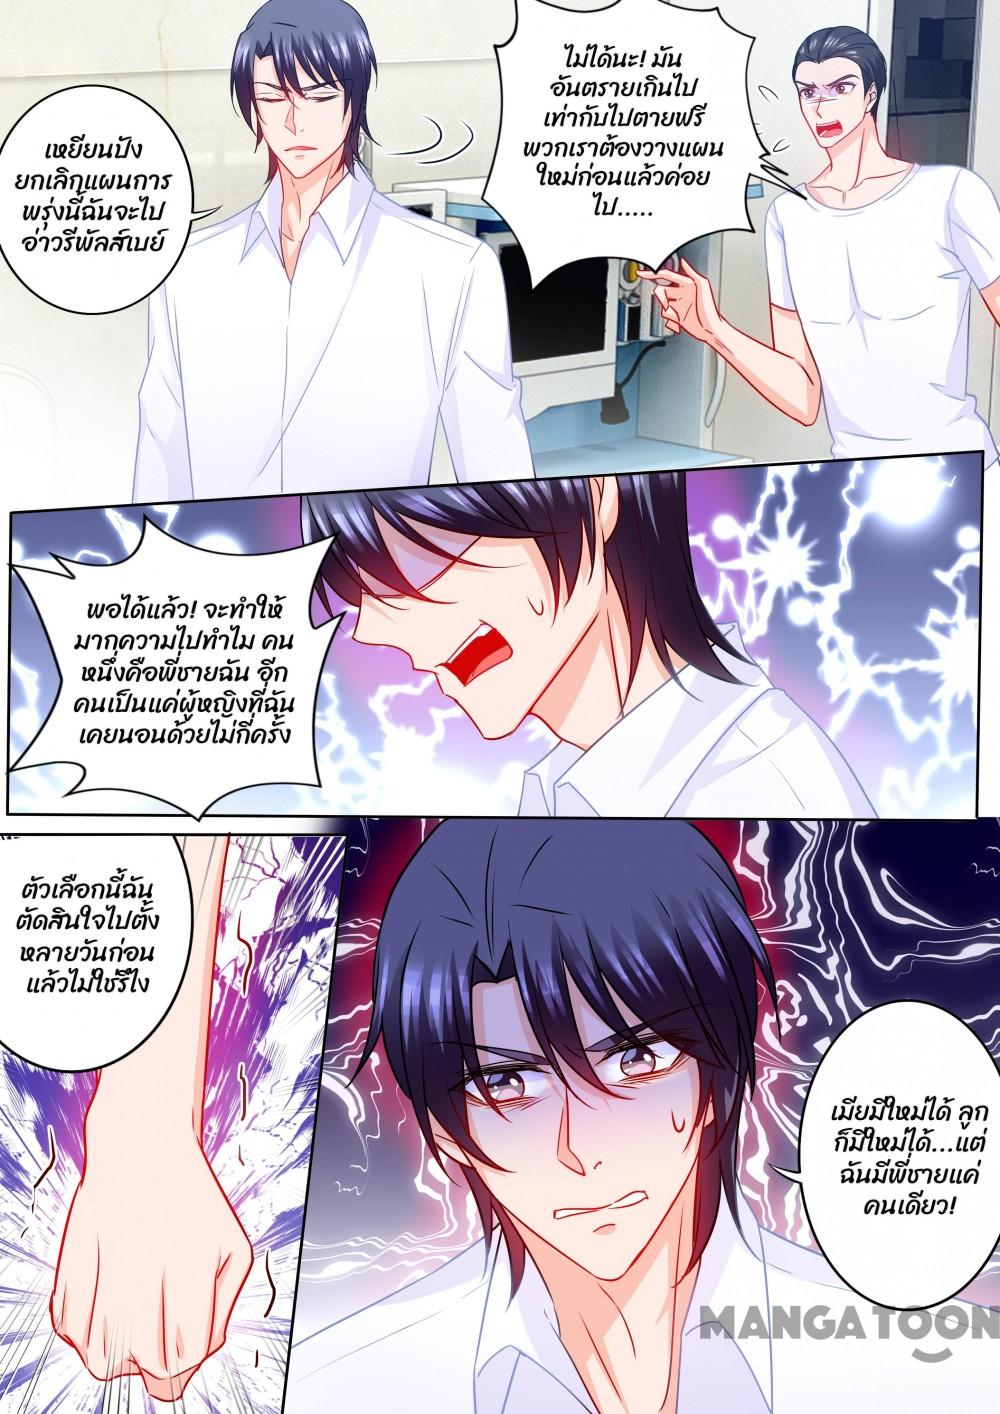 เหยียนปัง
ยกเลิกแผนการ
พรุ่งนี้ฉันจะไป
อ่าวรีพัลส์เบย์
ไม่ได้นะ! มัน
อันตรายเกินไป
เท่ากับไปตายฟรี
พวกเราต้องวางแผน
ใหม่ก่อนแล้วค่อย
ไป.....
พอได้แล้ว! จะทำให้
มากความไปทำไม คน
หนึ่งคือพี่ชายฉัน อีก
คนเป็นแค่ผู้หญิงที่ฉัน
เคยนอนด้วยไม่กี่ครั้ง
ตัวเลือกนี้ฉัน
ตัดสินใจไปตั้ง
หลายวันก่อน
แล้วไม่ใช่รึไง
เมียมีใหม่ได้ ลูก
ก็มีใหม่ได้...แต่
ฉันมีพี่ชายแค่
คนเดียว!
MANGATOON